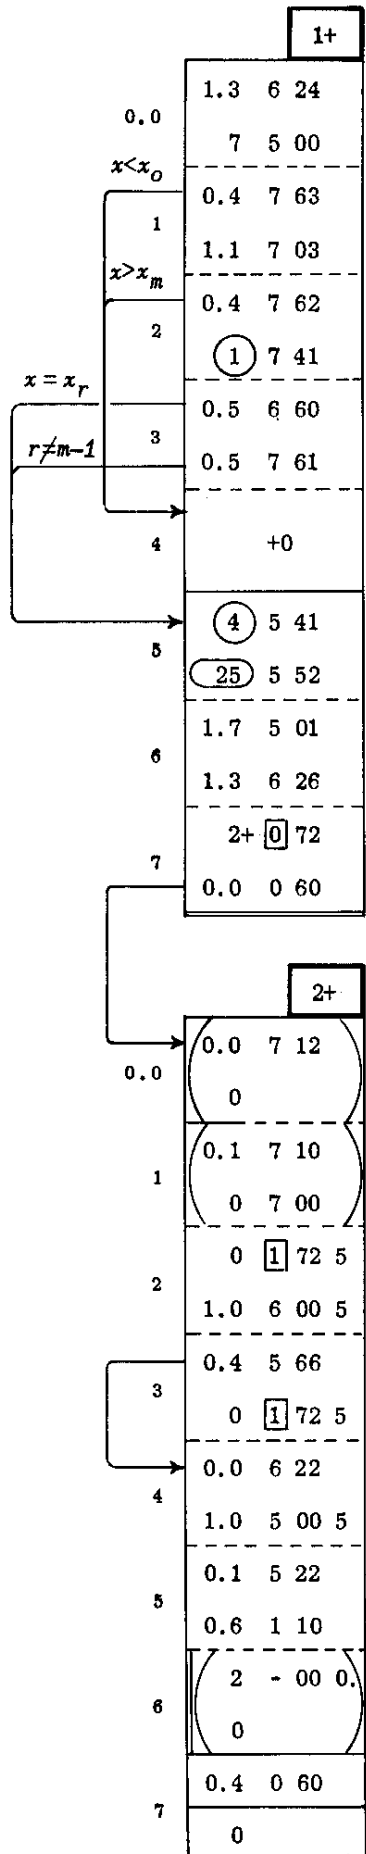 1+
1.3 6 24
0.0
7 5 00
x<x_o
0.4 7 63
1
1.1 7 03
x>x_m
0.4 7 62
2
1 7 41
x = x_r
0.5 6 60
3
r≠m-1
0.5 7 61
4 +0
4 5 41
5
25 5 52
1.7 5 01
6
1.3 6 26
2+ 0 72
7
0.0 0 60
2+
0.0 7 12
0.0
0
0.1 7 10
1
0 7 00
0 1 72 5
2
1.0 6 00 5
0.4 5 66
3
0 1 72 5
0.0 6 22
4
1.0 5 00 5
0.1 5 22
5
0.6 1 10
2 - 00 0.
6
0
0.4 0 60
7
0